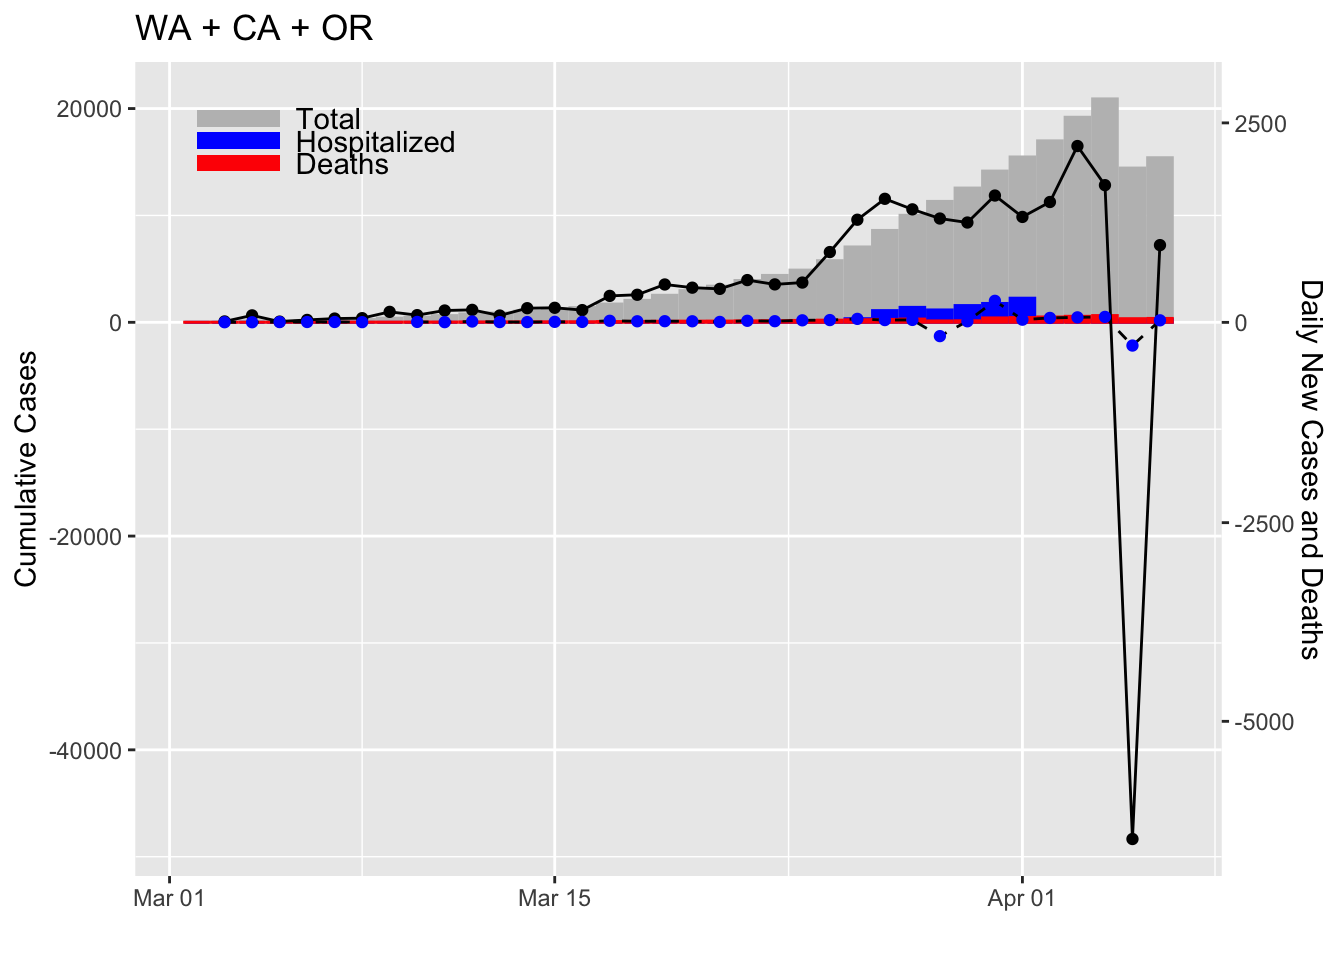 WA + CA + OR
Total
Hospitalized
Deaths
20000
0
-20000
-40000
Cumulative Cases
2500
0
-2500
-5000
Daily New Cases and Deaths
Mar 01
Mar 15
Apr 01